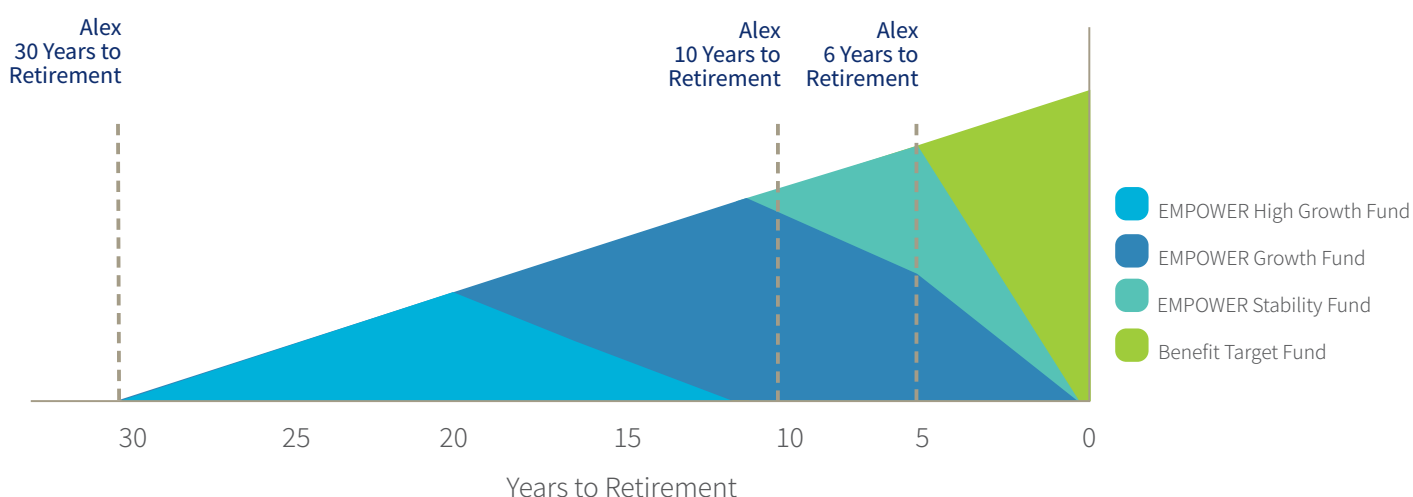 Alex
30 Years to
Retirement
Alex
10 Years to
Retirement
Alex
6 Years to
Retirement
EMPOWER High Growth Fund
EMPOWER Growth Fund
EMPOWER Stability Fund
Benefit Target Fund
30 25 20 15 10 5 0
Years to Retirement